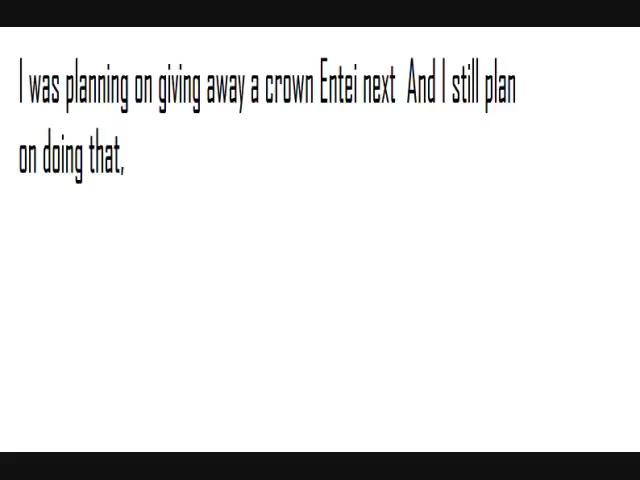 I was planning on giving away a crown Entei next  And I still plan
on doing that,